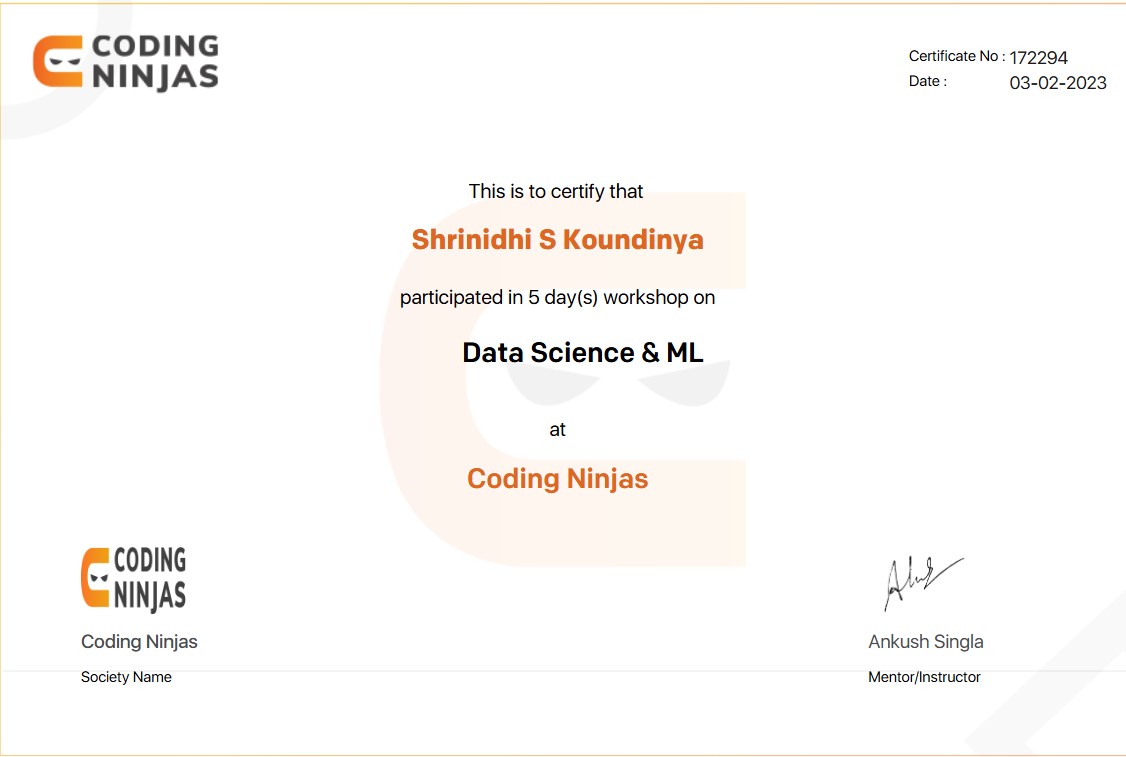 CODING
NINJAS
Certificate No : 172294
Date : 03-02-2023
This is to certify that
Shrinidhi S Koundinya
participated in 5 day(s) workshop on
Data Science & ML
at
Coding Ninjas
CODING
NINJAS
Coding Ninjas
Society Name
Ankush Singla
Mentor/Instructor